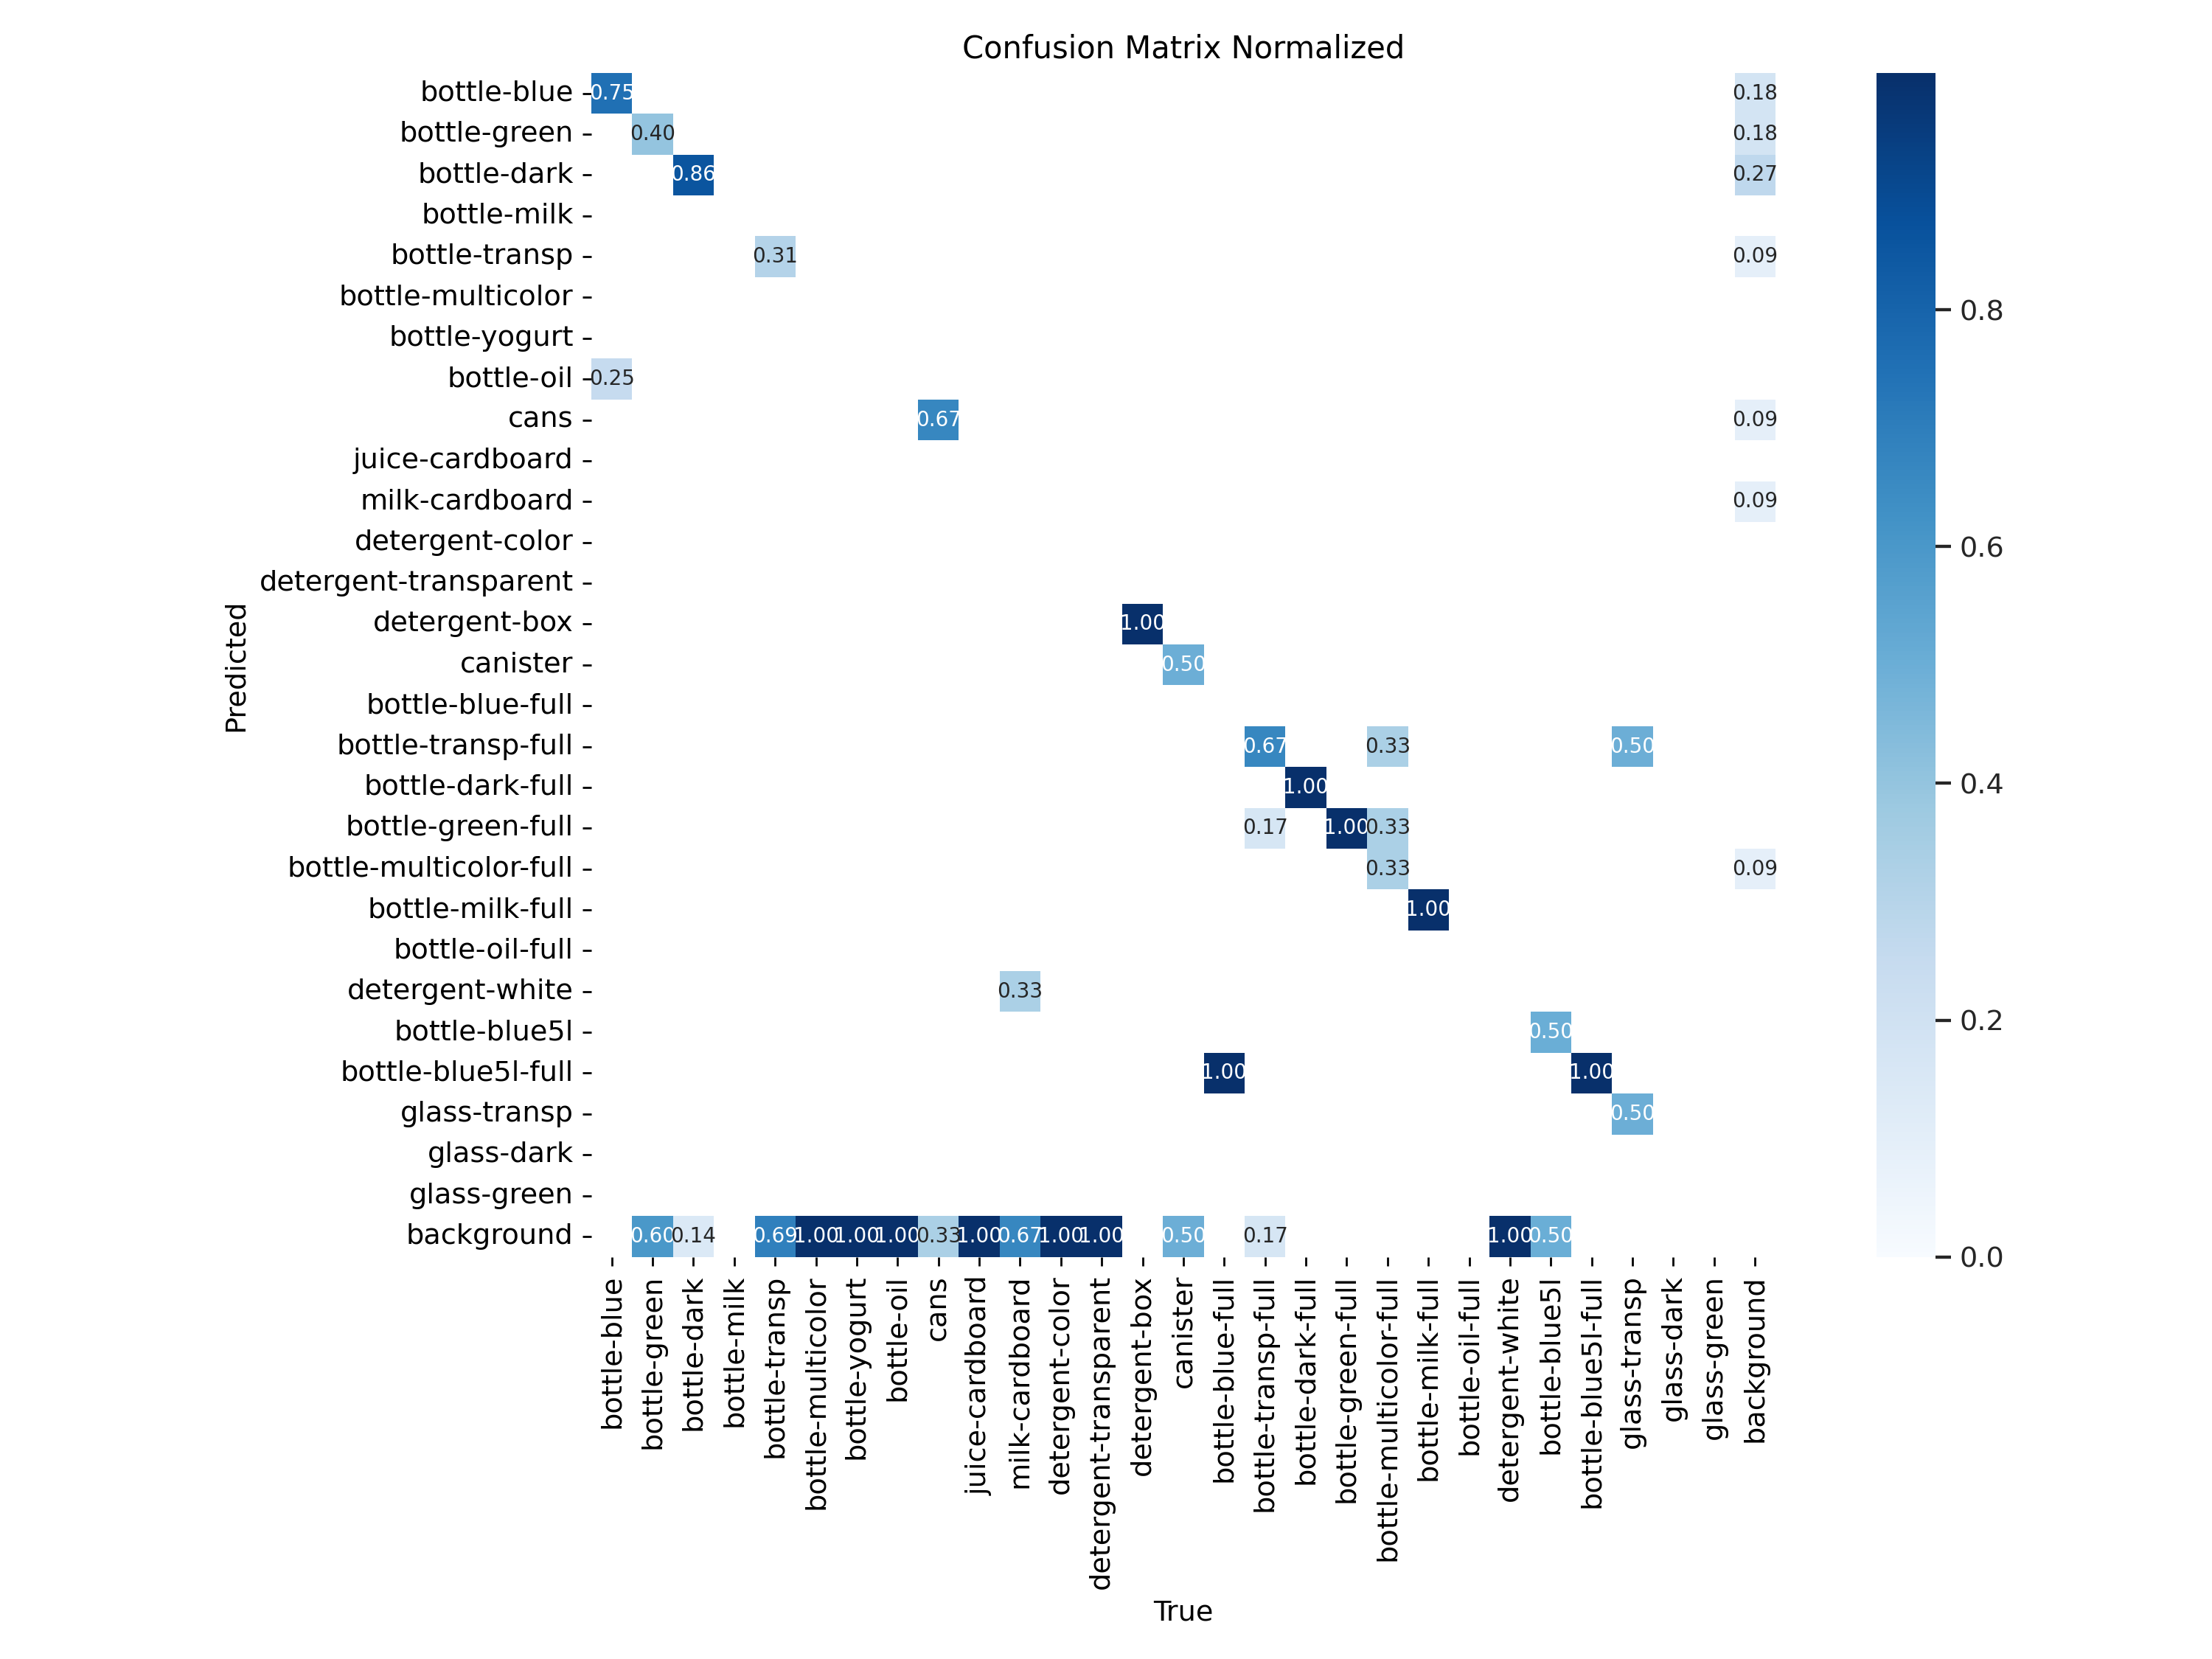 Confusion Matrix Normalized
bottle-blue 0.75 0.18
bottle-green 0.40 0.18
bottle-dark 0.86 0.27
bottle-milk
bottle-transp 0.31 0.09
bottle-multicolor
bottle-yogurt
bottle-oil 0.25
cans 0.67 0.09
juice-cardboard
milk-cardboard 0.09
detergent-color
detergent-transparent
detergent-box 1.00
canister 0.50
bottle-blue-full
bottle-transp-full 0.67 0.33 0.50
bottle-dark-full 1.00
bottle-green-full 0.17 1.00 0.33
bottle-multicolor-full 0.33 0.09
bottle-milk-full 1.00
bottle-oil-full
detergent-white 0.33
bottle-blue5l 0.50
bottle-blue5l-full 1.00 1.00
glass-transp 0.50
glass-dark
glass-green
background 0.60 0.14 0.69 1.00 1.00 1.00 0.33 1.00 0.67 1.00 1.00 0.50 0.17 1.00 0.50
Predicted
bottle-blue
bottle-green
bottle-dark
bottle-milk
bottle-transp
bottle-multicolor
bottle-yogurt
bottle-oil
cans
juice-cardboard
milk-cardboard
detergent-color
detergent-transparent
detergent-box
canister
bottle-blue-full
bottle-transp-full
bottle-dark-full
bottle-green-full
bottle-multicolor-full
bottle-milk-full
bottle-oil-full
detergent-white
bottle-blue5l
bottle-blue5l-full
glass-transp
glass-dark
glass-green
background
True
0.8
0.6
0.4
0.2
0.0